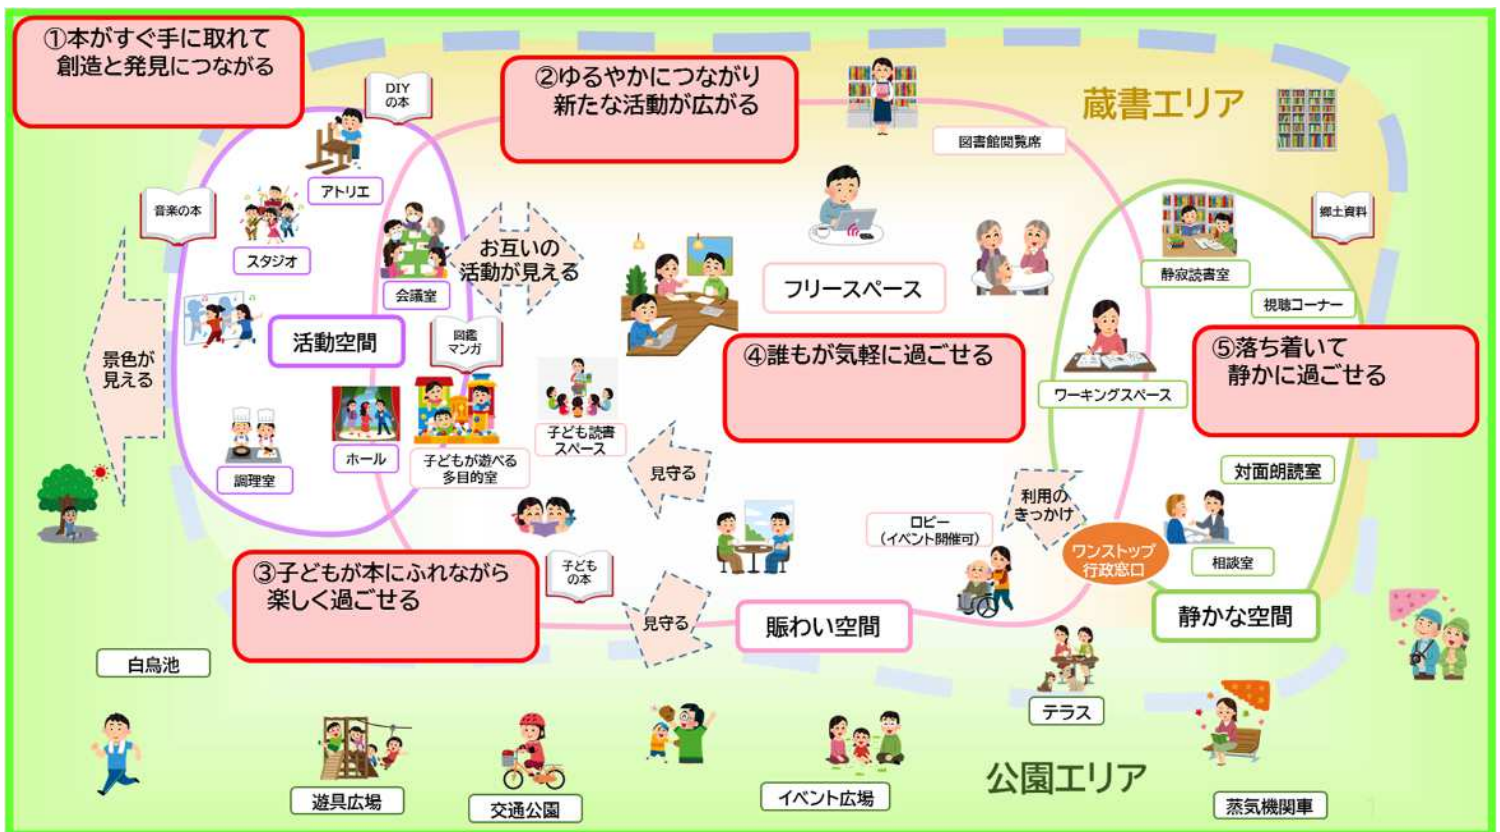 ①本がすぐ手に取れて
創造と発見につながる
②ゆるやかにつながり
新たな活動が広がる
蔵書エリア
DIY
の本
図書館閲覧席
アトリエ
音楽の本
郷土資料
スタジオ
会議室
お互いの
活動が見える
フリースペース
静寂読書室
視聴コーナー
景色が
見える
活動空間
図鑑
マンガ
④誰もが気軽に過ごせる
⑤落ち着いて
静かに過ごせる
ワーキングスペース
子ども読書
スペース
調理室
ホール
子どもが遊べる
多目的室
見守る
対面朗読室
利用の
きっかけ
ロビー
(イベント開催可)
ワンストップ
行政窓口
相談室
③子どもが本にふれながら
楽しく過ごせる
子ども
の本
見守る
賑わい空間
静かな空間
白鳥池
テラス
公園エリア
遊具広場
交通公園
イベント広場
蒸気機関車